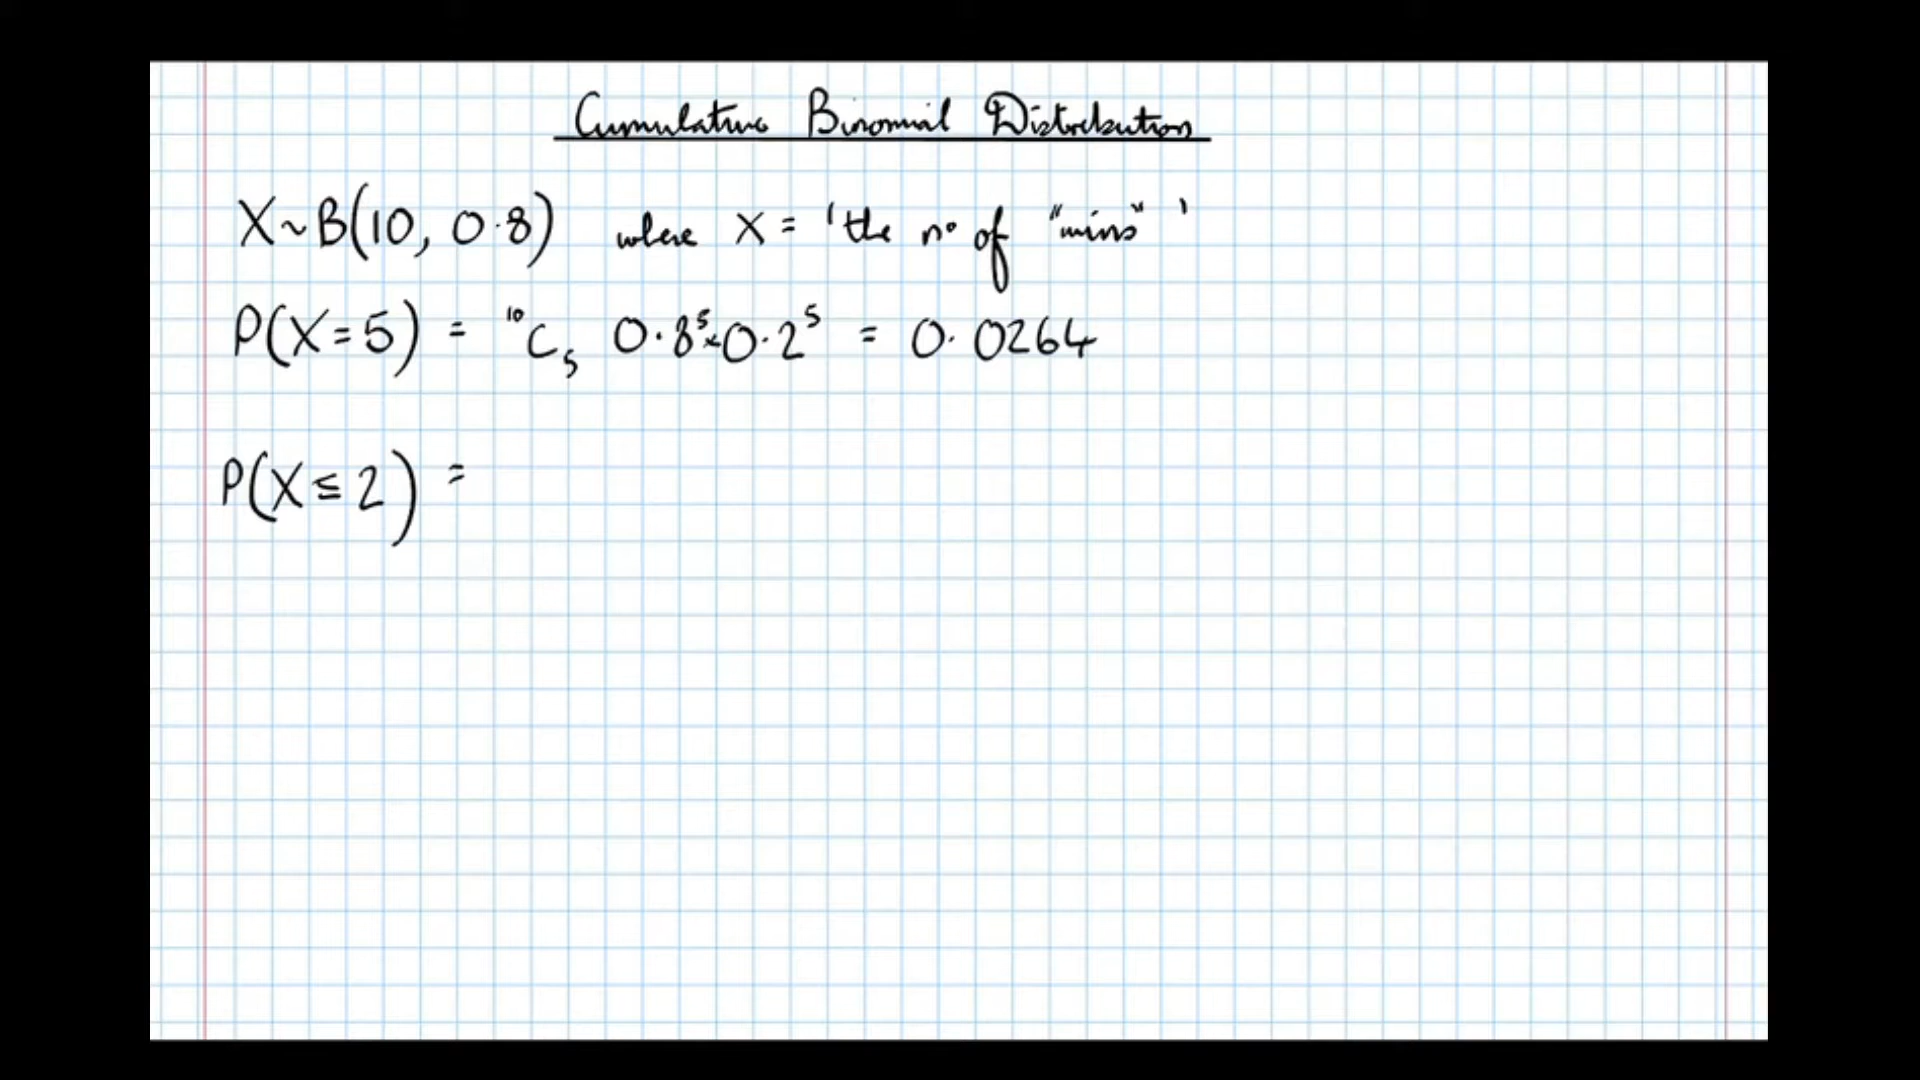 Cumulative Binomial Distribution
X~B(10, 0.8) where X = 'the nº of "wins" '
P(X=5) = ¹⁰C₅ 0.8⁵×0.2⁵ = 0.0264
P(X≤2) =